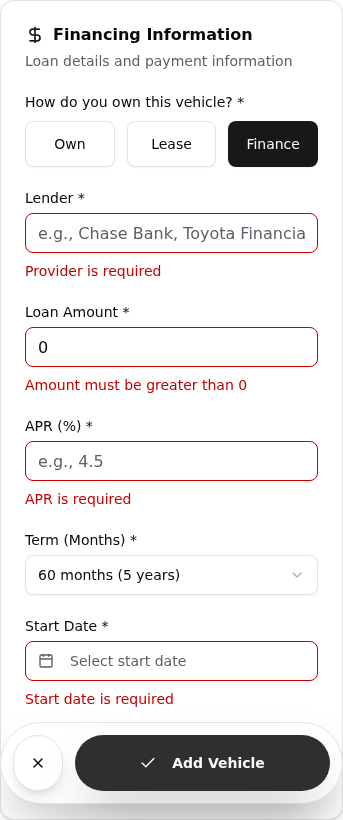 Financing Information
Loan details and payment information
How do you own this vehicle? *
Own Lease Finance
Lender *
e.g., Chase Bank, Toyota Financia
Provider is required
Loan Amount *
0
Amount must be greater than 0
APR (%) *
e.g., 4.5
APR is required
Term (Months) *
60 months (5 years)
Start Date *
Select start date
Start date is required
Add Vehicle